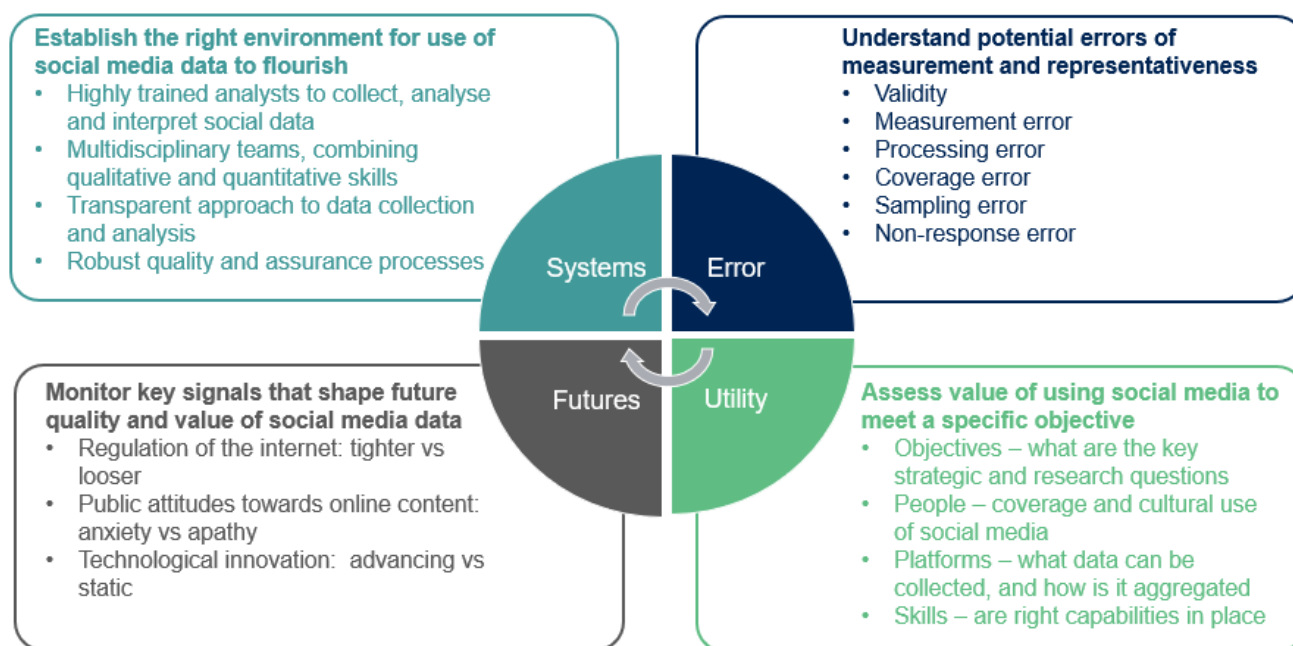 Establish the right environment for use of
social media data to flourish
• Highly trained analysts to collect, analyse
and interpret social data
• Multidisciplinary teams, combining
qualitative and quantitative skills
• Transparent approach to data collection
and analysis
• Robust quality and assurance processes
Understand potential errors of
measurement and representativeness
• Validity
• Measurement error
• Processing error
• Coverage error
• Sampling error
• Non-response error
Systems
Error
Futures
Utility
Monitor key signals that shape future
quality and value of social media data
• Regulation of the internet: tighter vs
looser
• Public attitudes towards online content:
anxiety vs apathy
• Technological innovation:  advancing vs
static
Assess value of using social media to
meet a specific objective
• Objectives – what are the key
strategic and research questions
• People – coverage and cultural use
of social media
• Platforms – what data can be
collected, and how is it aggregated
• Skills – are right capabilities in place